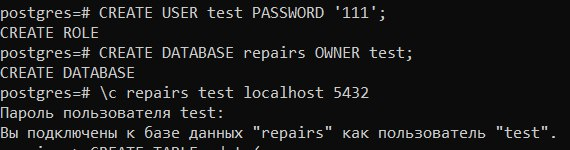 postgres=# CREATE USER test PASSWORD '111';
CREATE ROLE
postgres=# CREATE DATABASE repairs OWNER test;
CREATE DATABASE
postgres=# \c repairs test localhost 5432
Пароль пользователя test:
Вы подключены к базе данных "repairs" как пользователь "test".